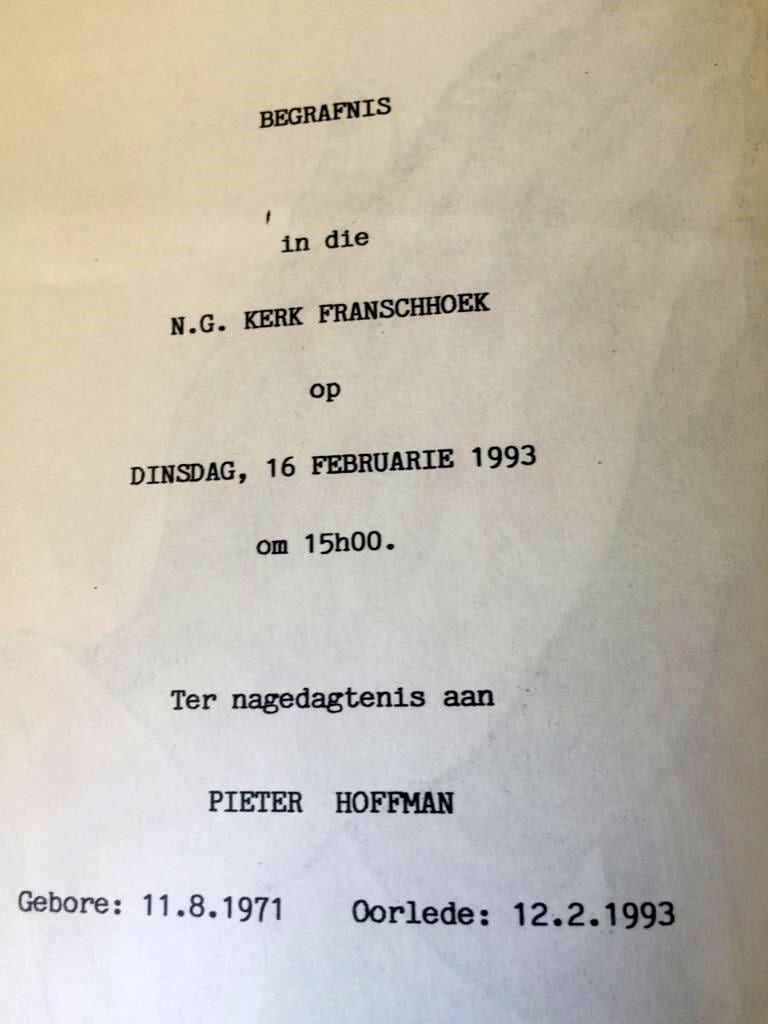 BEGRAFNIS
in die
N.G. KERK FRANSCHHOEK
op
DINSDAG, 16 FEBRUARIE 1993
om 15h00.
Ter nagedagtenis aan
PIETER HOFFMAN
Gebore: 11.8.1971 Oorlede: 12.2.1993